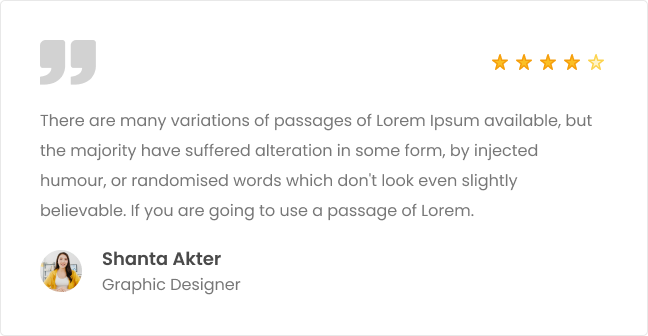 There are many variations of passages of Lorem Ipsum available, but
the majority have suffered alteration in some form, by injected
humour, or randomised words which don't look even slightly
believable. If you are going to use a passage of Lorem.
Shanta Akter
Graphic Designer